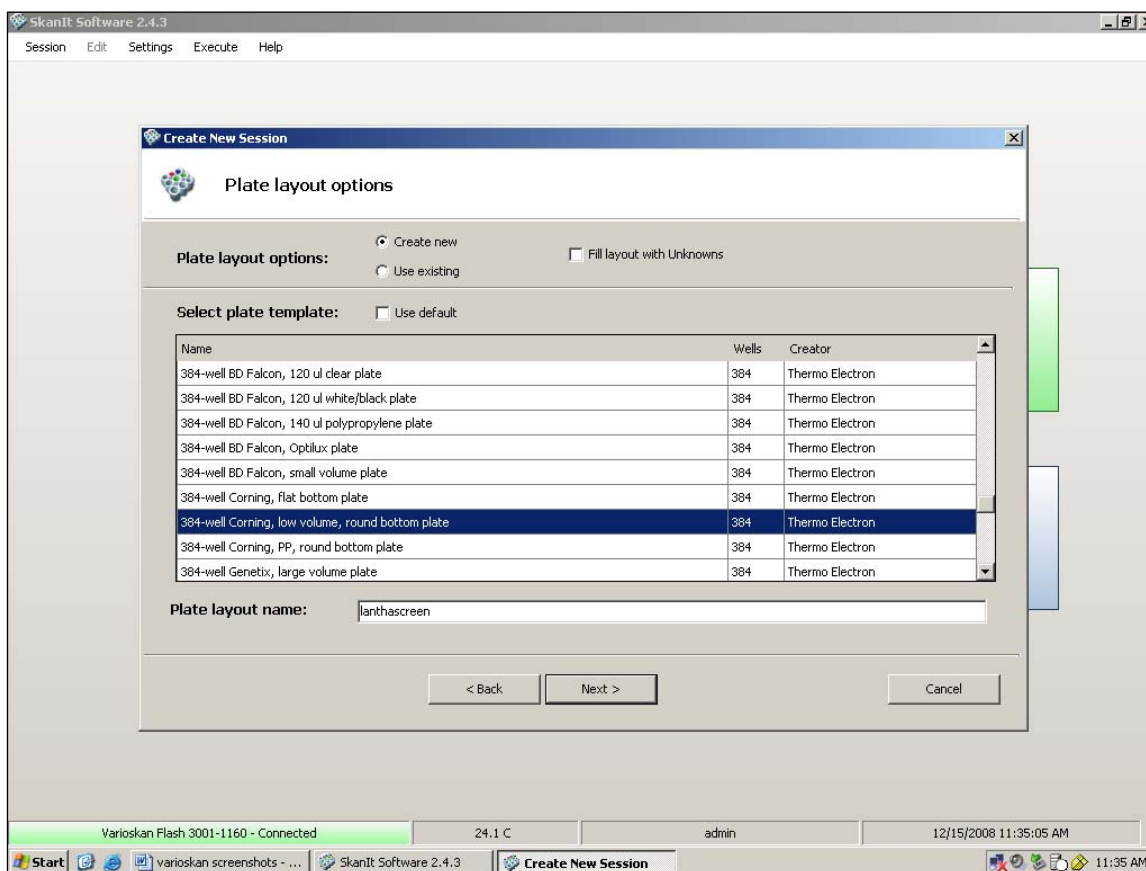 SkanIt Software 2.4.3
Session Edit Settings Execute Help
Create New Session
Plate layout options
Plate layout options:
Create new
Use existing
Fill layout with Unknowns
Select plate template:
Use default
Name Wells Creator
384-well BD Falcon, 120 ul clear plate 384 Thermo Electron
384-well BD Falcon, 120 ul white/black plate 384 Thermo Electron
384-well BD Falcon, 140 ul polypropylene plate 384 Thermo Electron
384-well BD Falcon, Optilux plate 384 Thermo Electron
384-well BD Falcon, small volume plate 384 Thermo Electron
384-well Corning, flat bottom plate 384 Thermo Electron
384-well Corning, low volume, round bottom plate 384 Thermo Electron
384-well Corning, PP, round bottom plate 384 Thermo Electron
384-well Genetix, large volume plate 384 Thermo Electron
Plate layout name: lanthascreen
< Back Next > Cancel
Varioskan Flash 3001-1160 - Connected 24.1 C admin 12/15/2008 11:35:05 AM
Start varioskan screenshots - ... SkanIt Software 2.4.3 Create New Session 11:35 AM